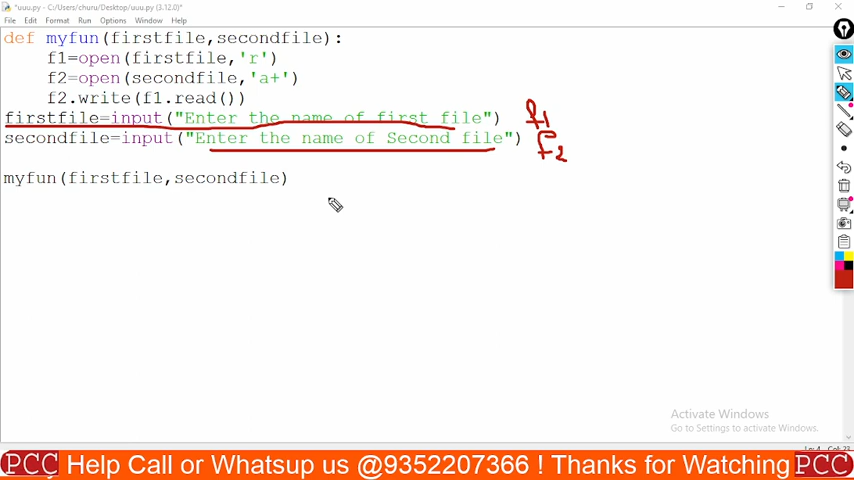 *uuu.py - C:/Users/churu/Desktop/uuu.py (3.12.0)*
File Edit Format Run Options Window Help
def myfun(firstfile,secondfile):
f1=open(firstfile,'r')
f2=open(secondfile,'a+')
f2.write(f1.read())
firstfile=input("Enter the name of first file") f1
secondfile=input("Enter the name of Second file") f2
myfun(firstfile,secondfile)
Activate Windows
Go to Settings to activate Windows.
PCC Help Call or Whatsup us @9352207366 ! Thanks for Watching PCC